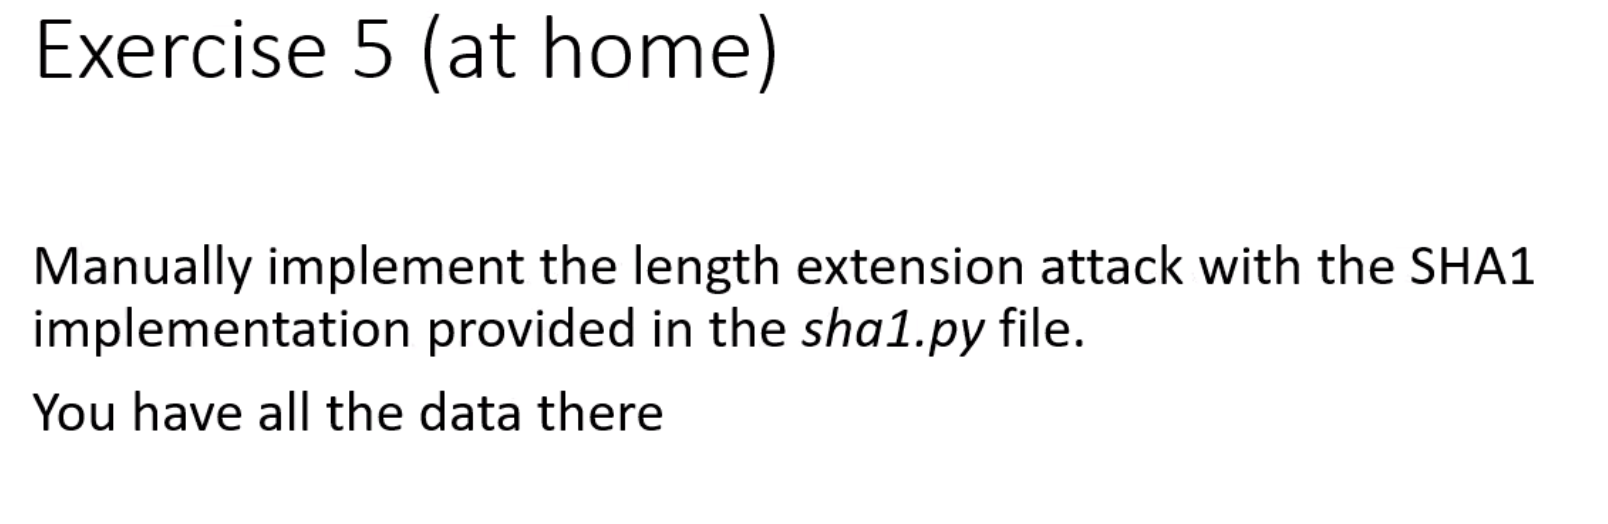 Exercise 5 (at home)
Manually implement the length extension attack with the SHA1
implementation provided in the sha1.py file.
You have all the data there